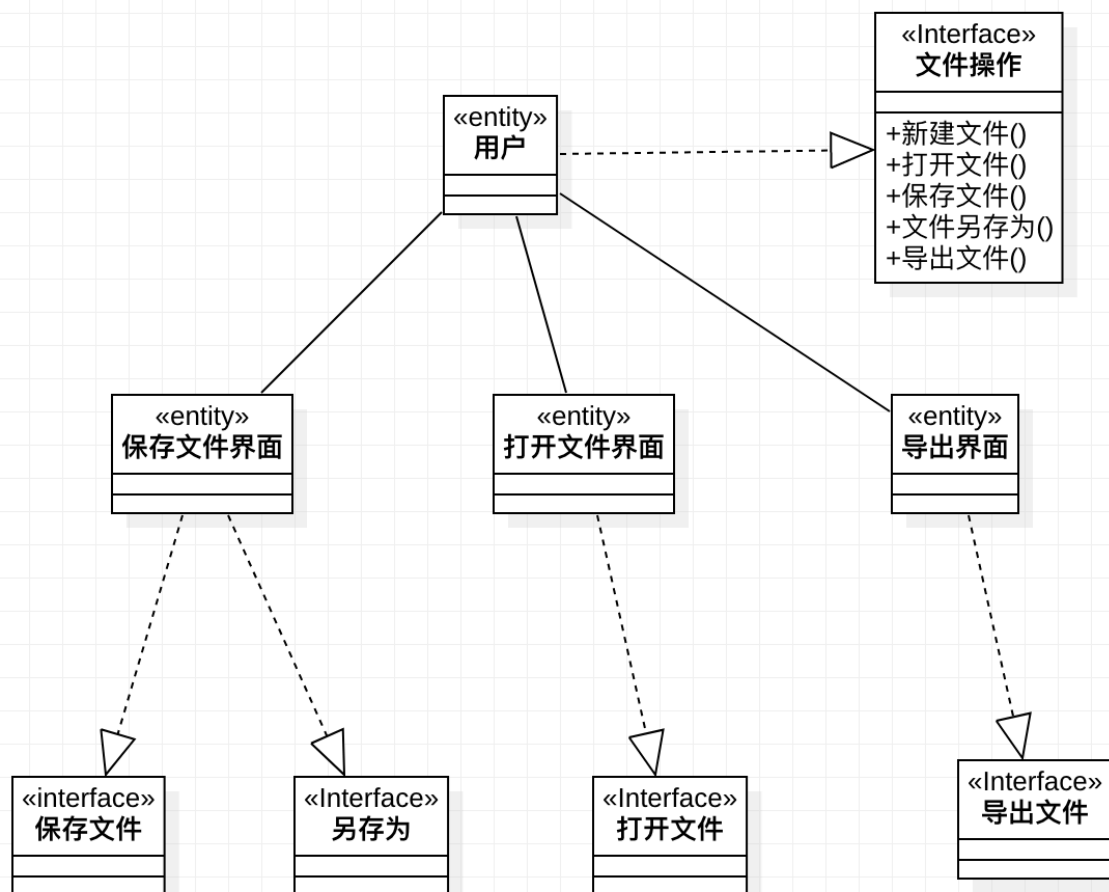 «Interface»
文件操作
+新建文件()
+打开文件()
+保存文件()
+文件另存为()
+导出文件()
«entity»
用户
«entity»
保存文件界面
«entity»
打开文件界面
«entity»
导出界面
«interface»
保存文件
«Interface»
另存为
«Interface»
打开文件
«Interface»
导出文件